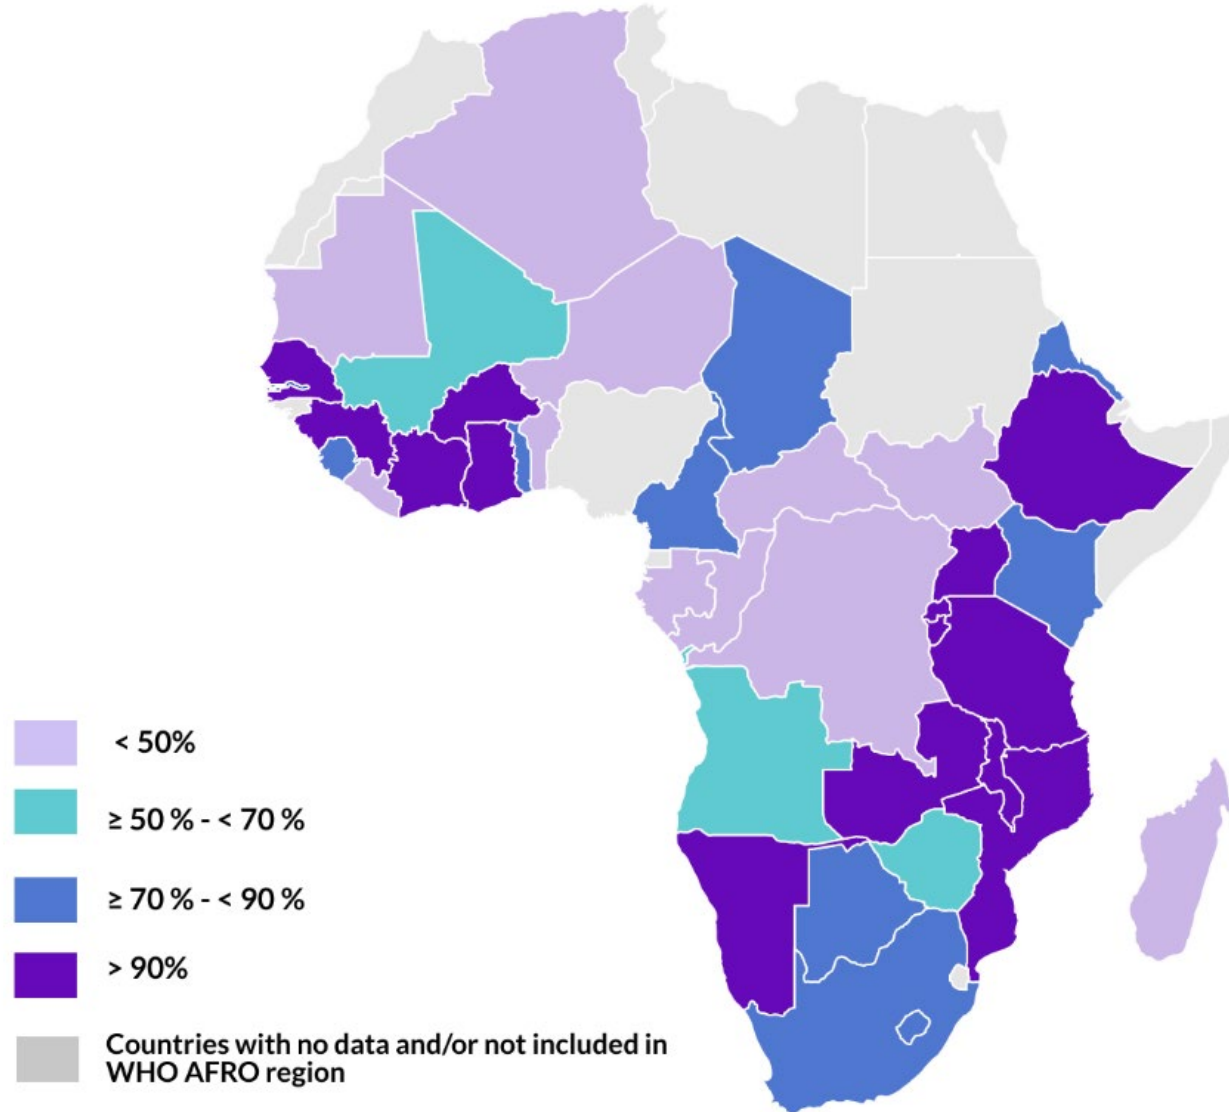 < 50%
≥ 50 % - < 70 %
≥ 70 % - < 90 %
> 90%
Countries with no data and/or not included in
WHO AFRO region